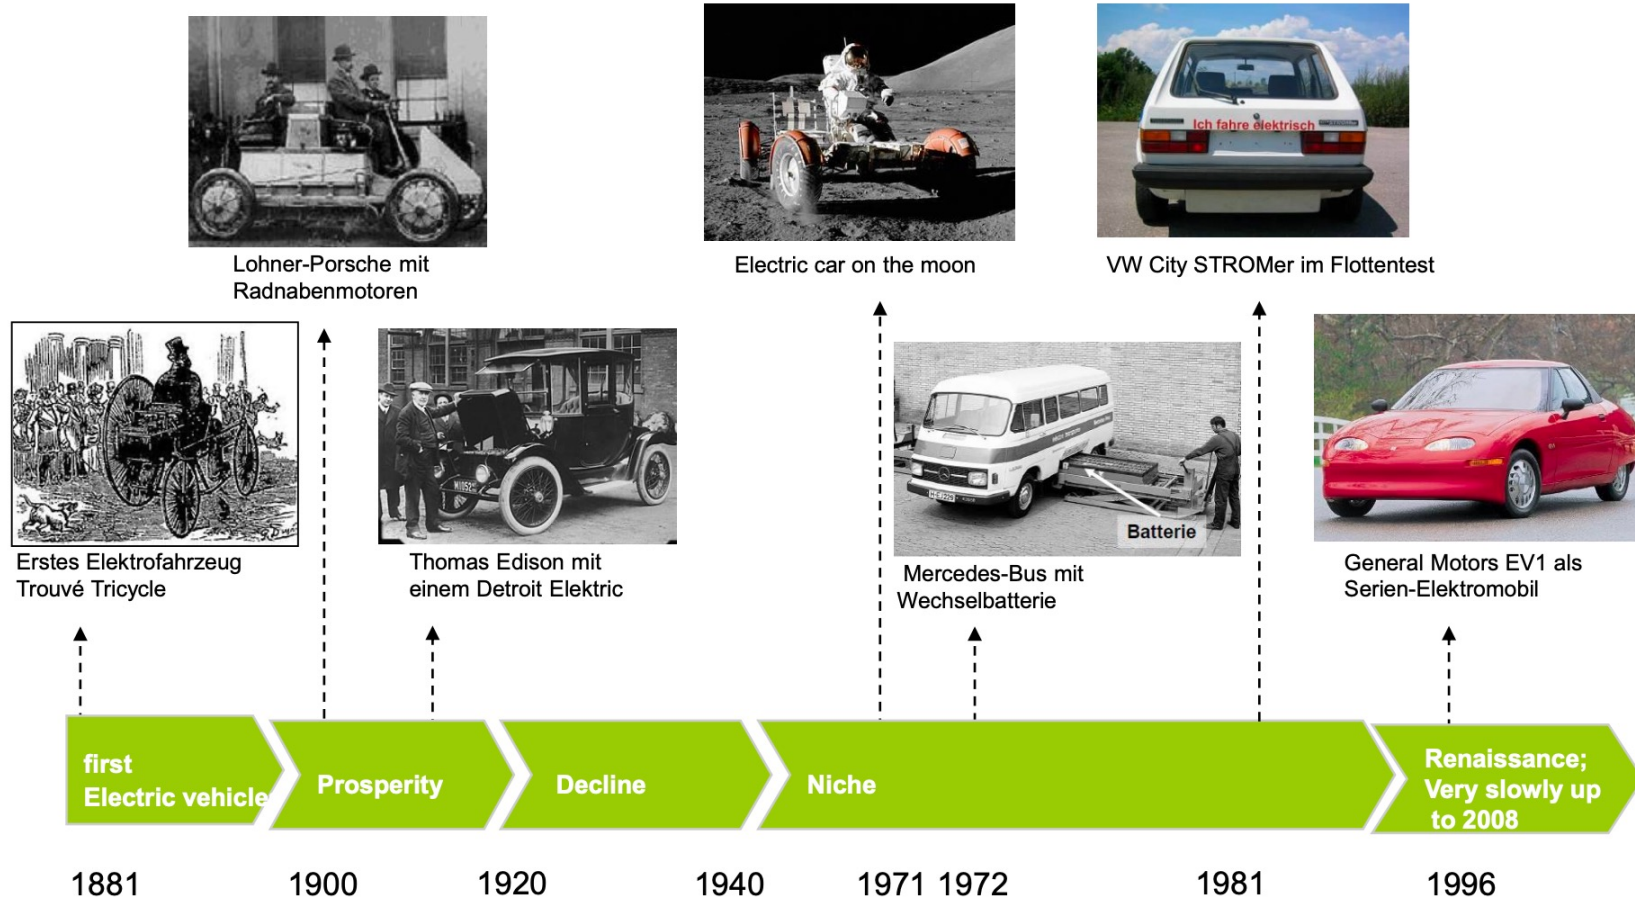 Lohner-Porsche mit
Radnabenmotoren
Electric car on the moon
Ich fahre elektrisch
VW City STROMer im Flottentest
Erstes Elektrofahrzeug
Trouvé Tricycle
Thomas Edison mit
einem Detroit Elektric
Batterie
Mercedes-Bus mit
Wechselbatterie
General Motors EV1 als
Serien-Elektromobil
first
Electric vehicle
Prosperity
Decline
Niche
Renaissance;
Very slowly up
to 2008
1881
1900
1920
1940
1971
1972
1981
1996